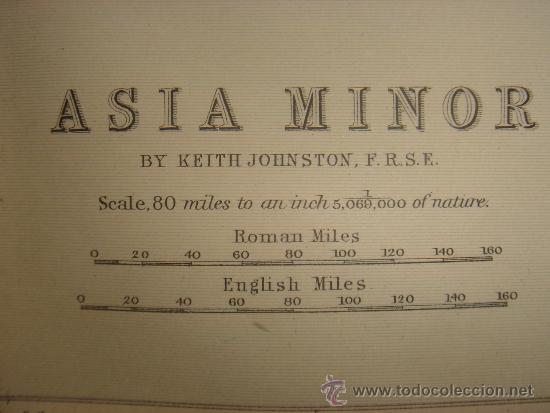 ASIA MINOR
BY KEITH JOHNSTON, F.R.S.E.
Scale, 80 miles to an inch 1/5,069,000 of nature.
Roman Miles
0 20 40 60 80 100 120 140 160
English Miles
0 20 40 60 80 100 120 140 160
todocoleccion
© www.todocoleccion.net